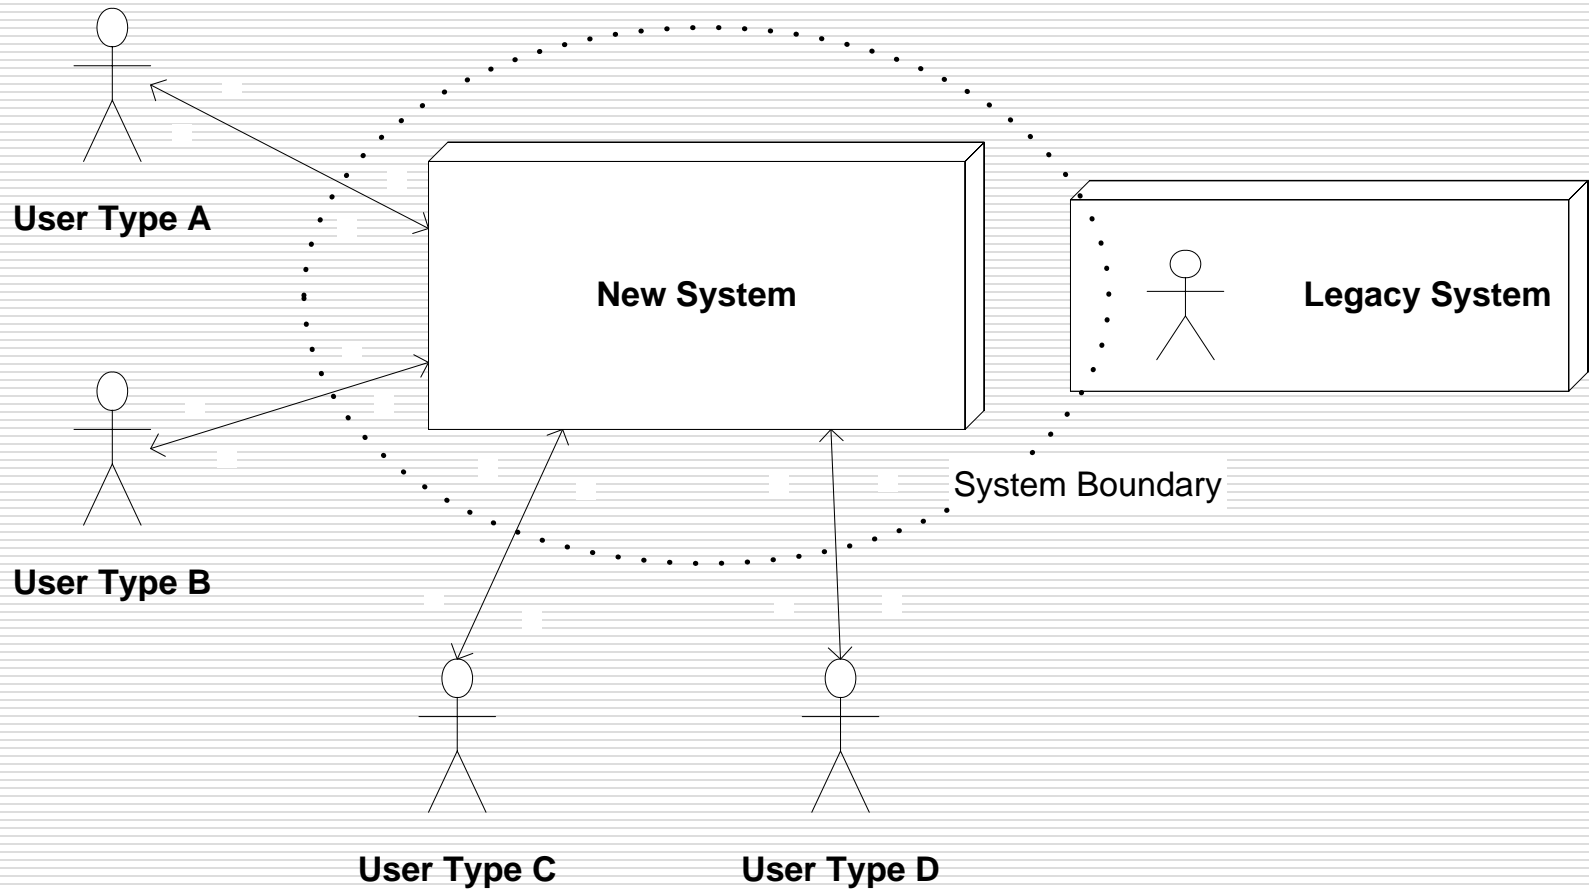 User Type A
New System
Legacy System
System Boundary
User Type B
User Type C
User Type D